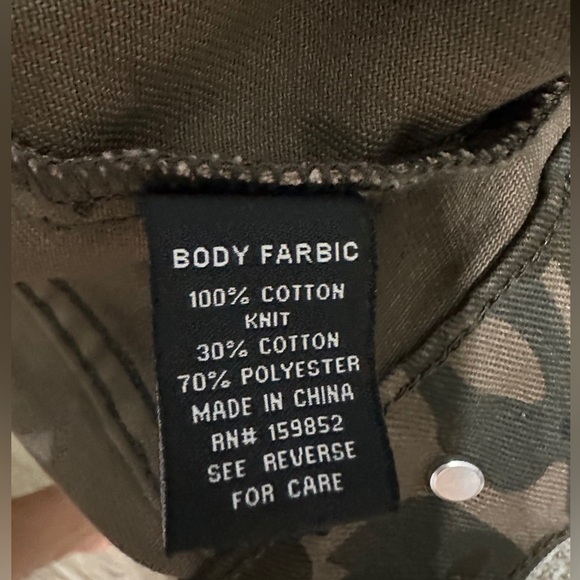 BODY FARBIC
100% COTTON
KNIT
30% COTTON
70% POLYESTER
MADE IN CHINA
RN# 159852
SEE REVERSE
FOR CARE